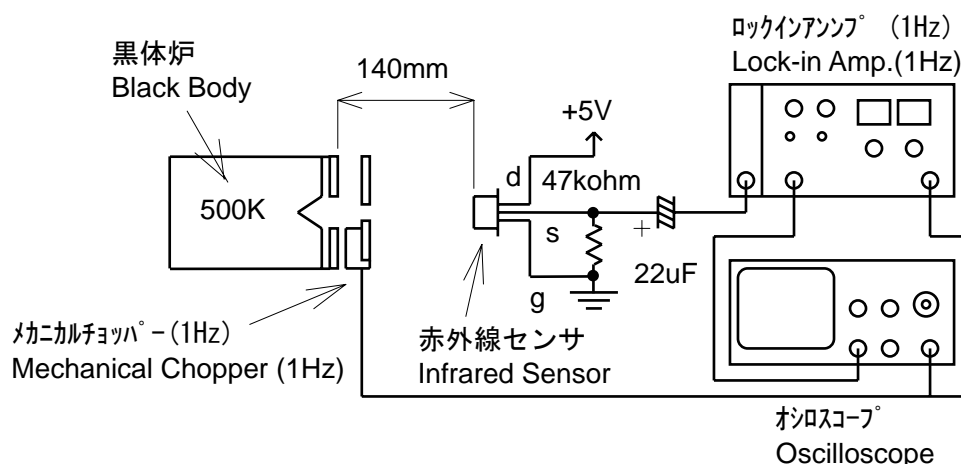 ﾛｯｸｲﾝｱﾝﾝﾌﾟ (1Hz)
Lock-in Amp.(1Hz)
黒体炉
Black Body
140mm
+5V
d
47kohm
500K
s
+
22uF
g
ﾒｶﾆｶﾙﾁｮｯﾊﾟｰ(1Hz)
Mechanical Chopper (1Hz)
赤外線センサ
Infrared Sensor
ｵｼﾛｽｺｰﾌﾟ
Oscilloscope